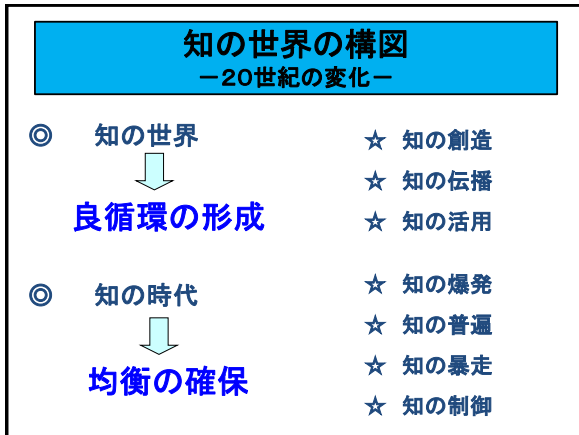 知の世界の構図
－20世紀の変化－
◎ 知の世界
良循環の形成
☆ 知の創造
☆ 知の伝播
☆ 知の活用
◎ 知の時代
均衡の確保
☆ 知の爆発
☆ 知の普遍
☆ 知の暴走
☆ 知の制御